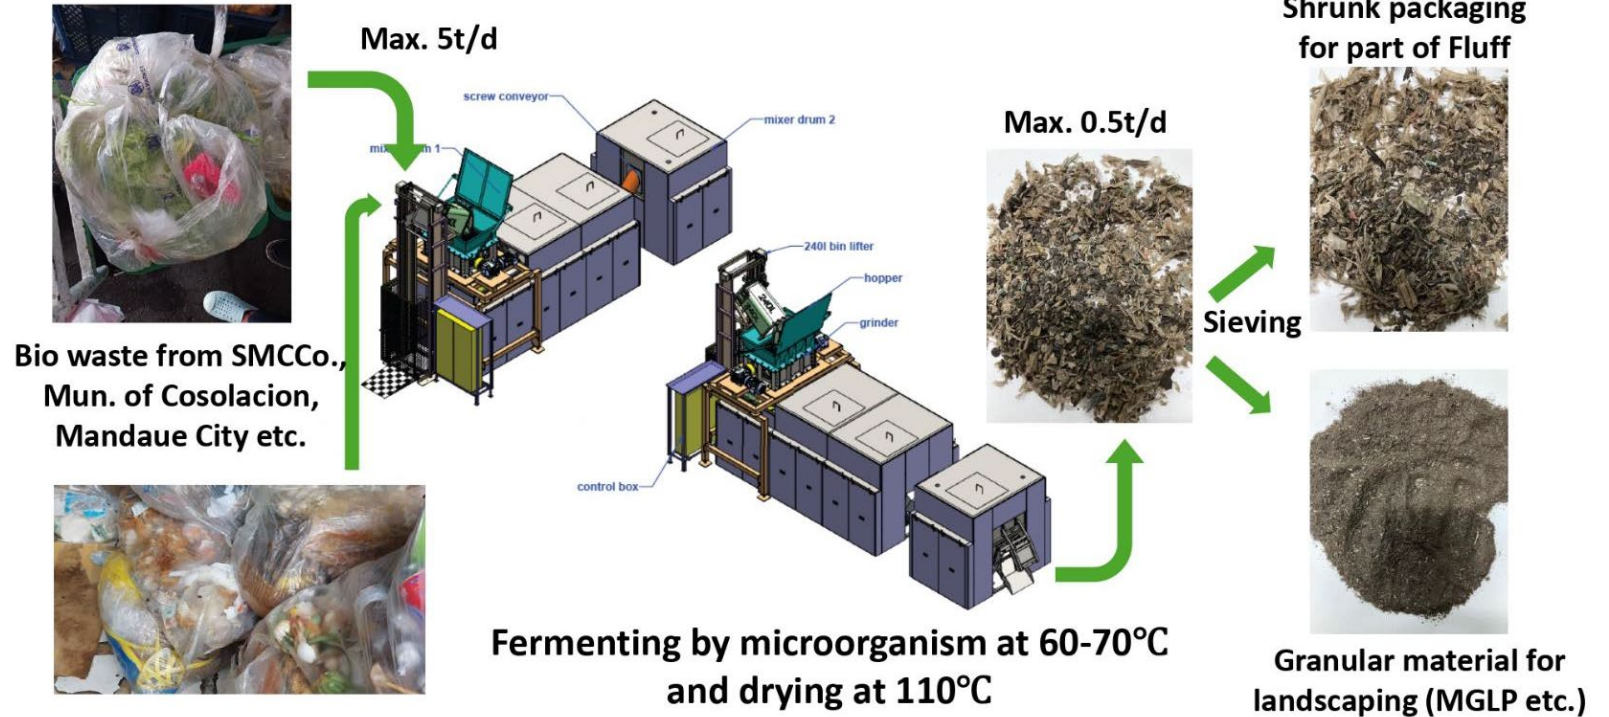 Max. 5t/d
Bio waste from SMCCo.,
Mun. of Cosolacion,
Mandaue City etc.
screw conveyor
mixer drum 2
1
240l bin lifter
240L
hopper
grinder
control box
Fermenting by microorganism at 60-70℃
and drying at 110℃
Max. 0.5t/d
Sieving
Shrunk packaging
for part of Fluff
Granular material for
landscaping (MGLP etc.)